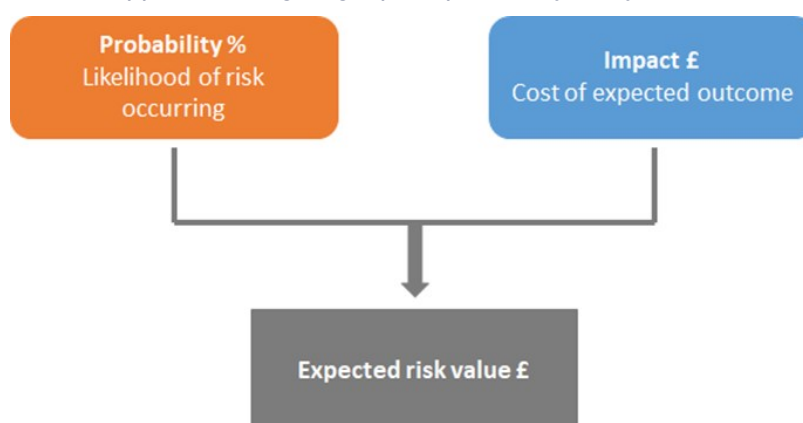 Probability %
Likelihood of risk
occurring
Impact £
Cost of expected outcome
Expected risk value £